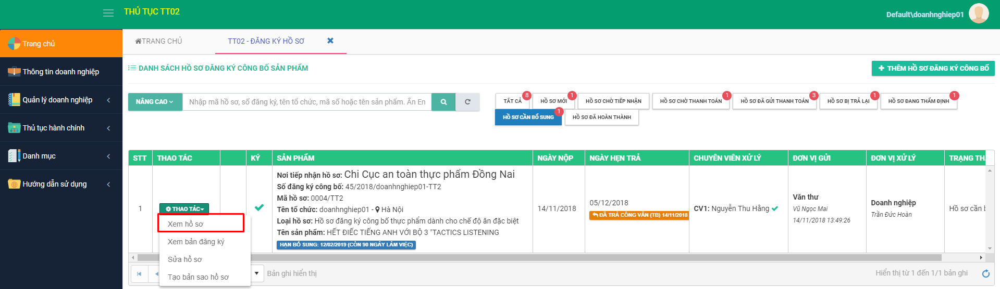 THỦ TỤC TT02
Default\doanhnghiep01
Trang chủ
Thông tin doanh nghiệp
Quản lý doanh nghiệp
Thủ tục hành chính
Danh mục
Hướng dẫn sử dụng
TRANG CHỦ
TT02 - ĐĂNG KÝ HỒ SƠ
DANH SÁCH HỒ SƠ ĐĂNG KÝ CÔNG BỐ SẢN PHẨM
THÊM HỒ SƠ ĐĂNG KÝ CÔNG BỐ
NÂNG CAO
Nhập mã hồ sơ, số đăng ký, tên tổ chức, mã số hoặc tên sản phẩm. Ấn En
TẤT CẢ 8
HỒ SƠ MỚI 1
HỒ SƠ CHỜ TIẾP NHẬN
HỒ SƠ CHỜ THANH TOÁN 1
HỒ SƠ ĐÃ GỬI THANH TOÁN 3
HỒ SƠ BỊ TRẢ LẠI 1
HỒ SƠ ĐANG THẨM ĐỊNH 1
HỒ SƠ CẦN BỔ SUNG 1
HỒ SƠ ĐÃ HOÀN THÀNH
STT THAO TÁC KÝ SẢN PHẨM NGÀY NỘP NGÀY HẸN TRẢ CHUYÊN VIÊN XỬ LÝ ĐƠN VỊ GỬI ĐƠN VỊ XỬ LÝ TRẠNG THÁ
1
THAO TÁC
Xem hồ sơ
Xem bản đăng ký
Sửa hồ sơ
Tạo bản sao hồ sơ
Nơi tiếp nhận hồ sơ: Chi Cục an toàn thực phẩm Đồng Nai
Số đăng ký công bố: 45/2018/doanhnghiep01-TT2
Mã hồ sơ: 0004/TT2
Tên tổ chức: doanhnghiep01 - Hà Nội
Loại hồ sơ: Hồ sơ đăng ký công bố thực phẩm dành cho chế độ ăn đặc biệt
Tên sản phẩm: HẾT ĐIẾC TIẾNG ANH VỚI BỘ 3 "TACTICS LISTENING
HẠN BỔ SUNG: 12/02/2019 (CÒN 90 NGÀY LÀM VIỆC)
14/11/2018
05/12/2018
ĐÃ TRẢ CÔNG VĂN (TB) 14/11/2018
CV1: Nguyễn Thu Hằng
Văn thư
Vũ Ngọc Mai
14/11/2018 13:49:26
Doanh nghiệp
Trần Đức Hoàn
Hồ sơ cần b
Bản ghi hiển thị
Hiển thị từ 1 đến 1/1 bản ghi